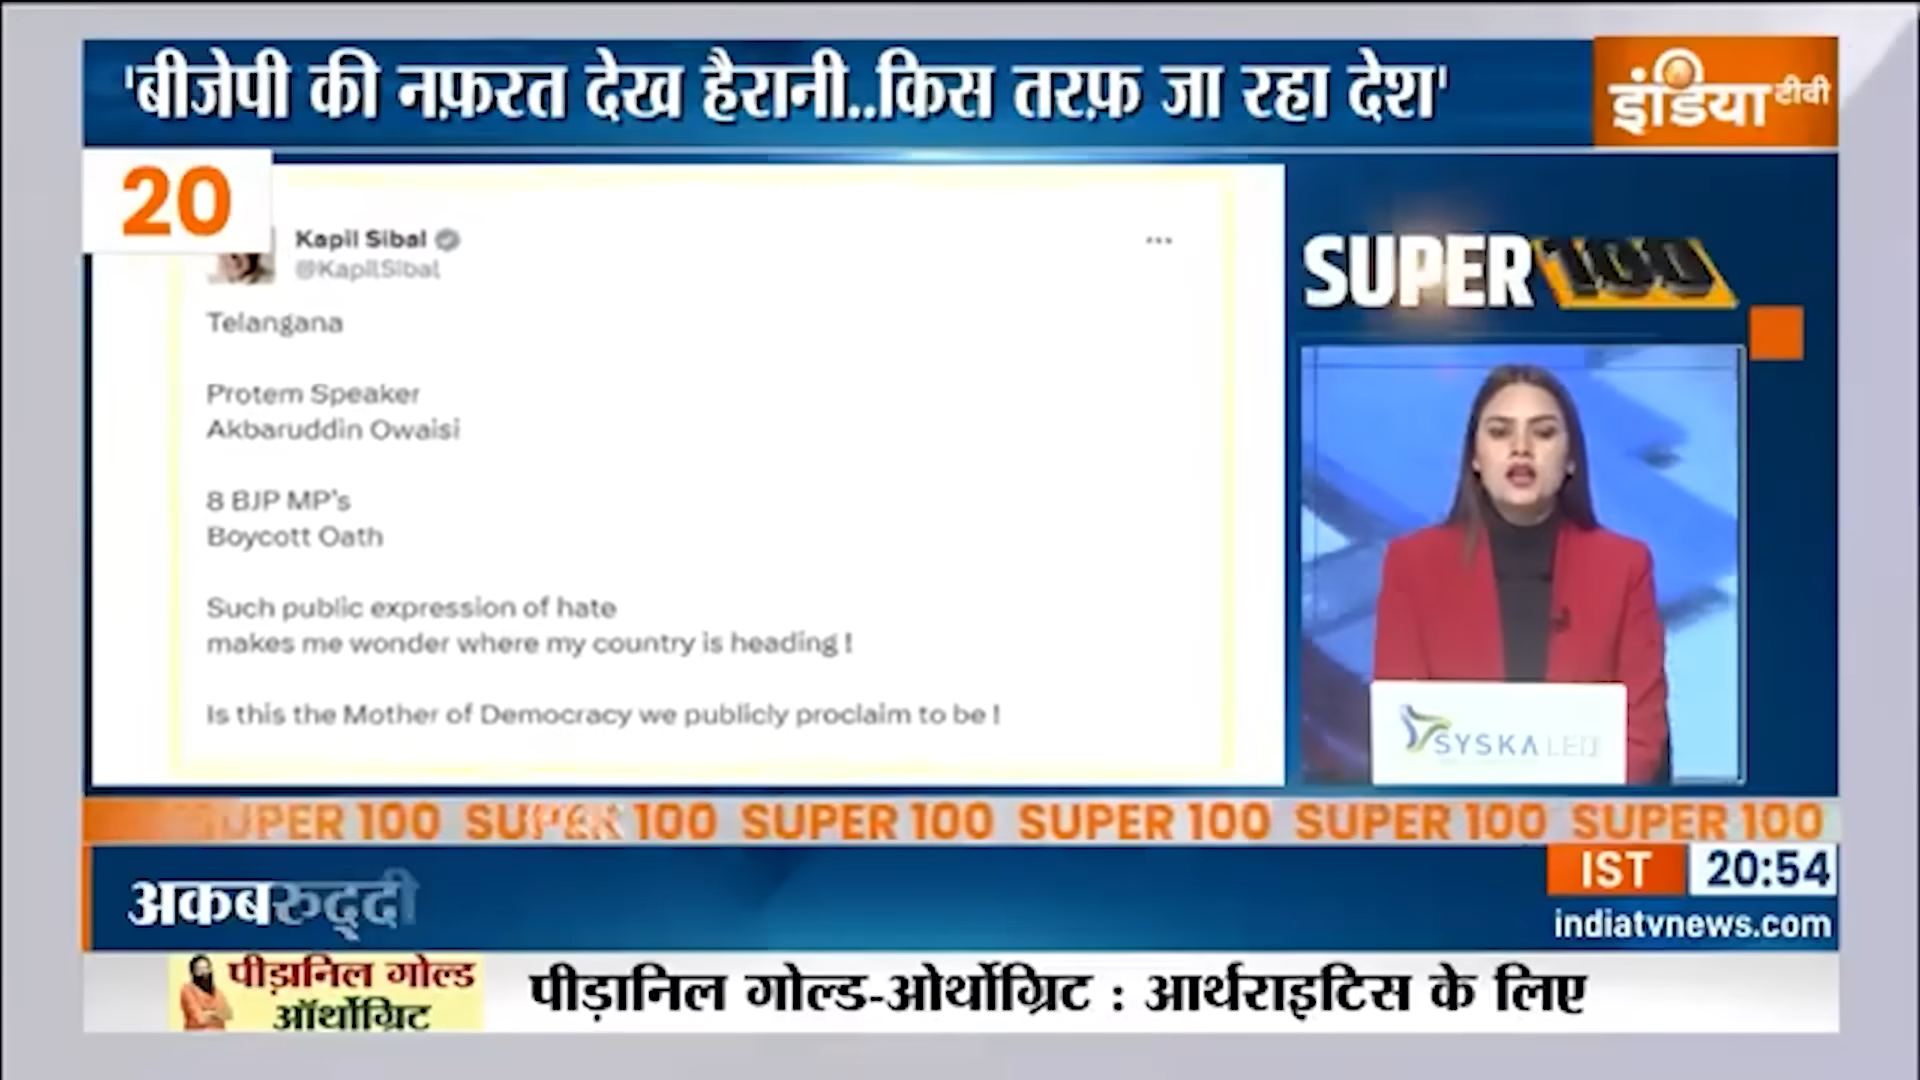 'बीजेपी की नफ़रत देख हैरानी..किस तरफ़ जा रहा देश'
इंडिया टीवी
20
Kapil Sibal
@KapilSibal
Telangana
Protem Speaker
Akbaruddin Owaisi
8 BJP MP's
Boycott Oath
Such public expression of hate
makes me wonder where my country is heading !
Is this the Mother of Democracy we publicly proclaim to be !
SUPER 100
SYSKA LED
UPER 100 SUPER 100 SUPER 100 SUPER 100 SUPER 100 SUPER 100
IST 20:54
अकबरुद्दी
indiatvnews.com
पीड़ानिल गोल्ड
ऑर्थोग्रिट
पीड़ानिल गोल्ड-ओर्थोग्रिट : आर्थराइटिस के लिए